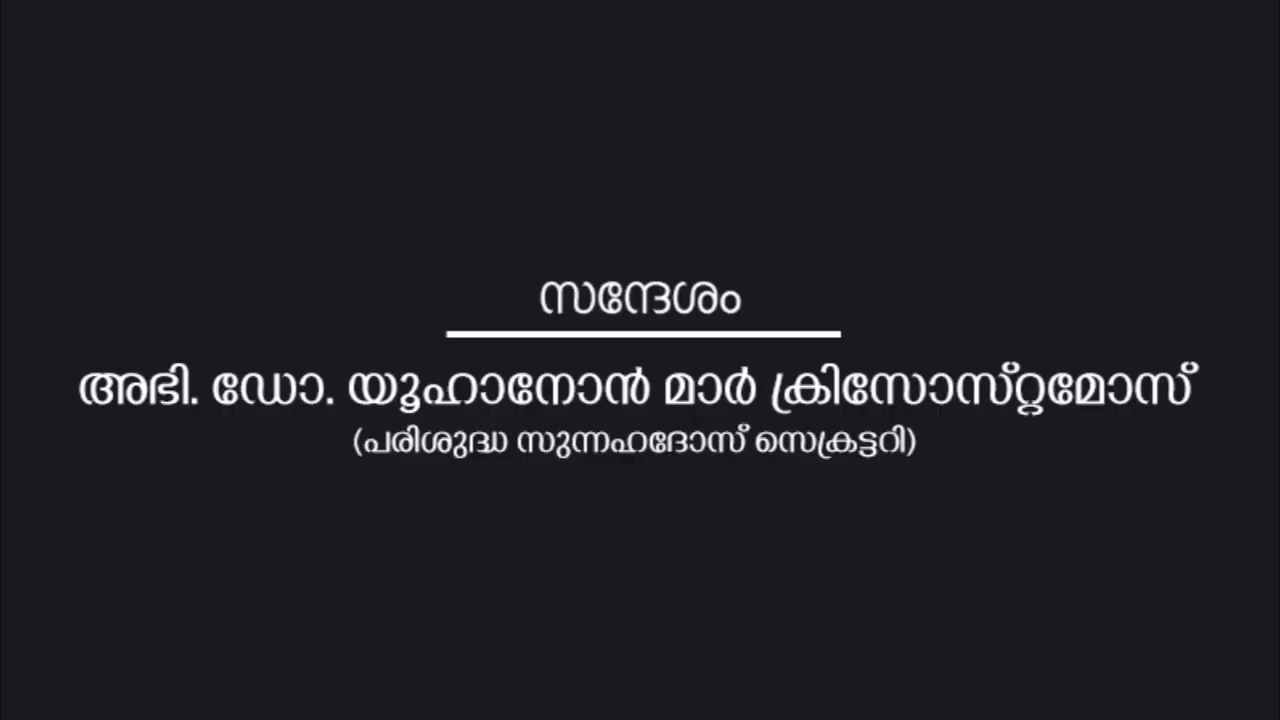 സന്ദേശം
അഭി. ഡോ. യൂഹാനോൻ മാർ ക്രിസോസ്റ്റമോസ്
(പരിശുദ്ധ സുന്നഹദോസ് സെക്രട്ടറി)